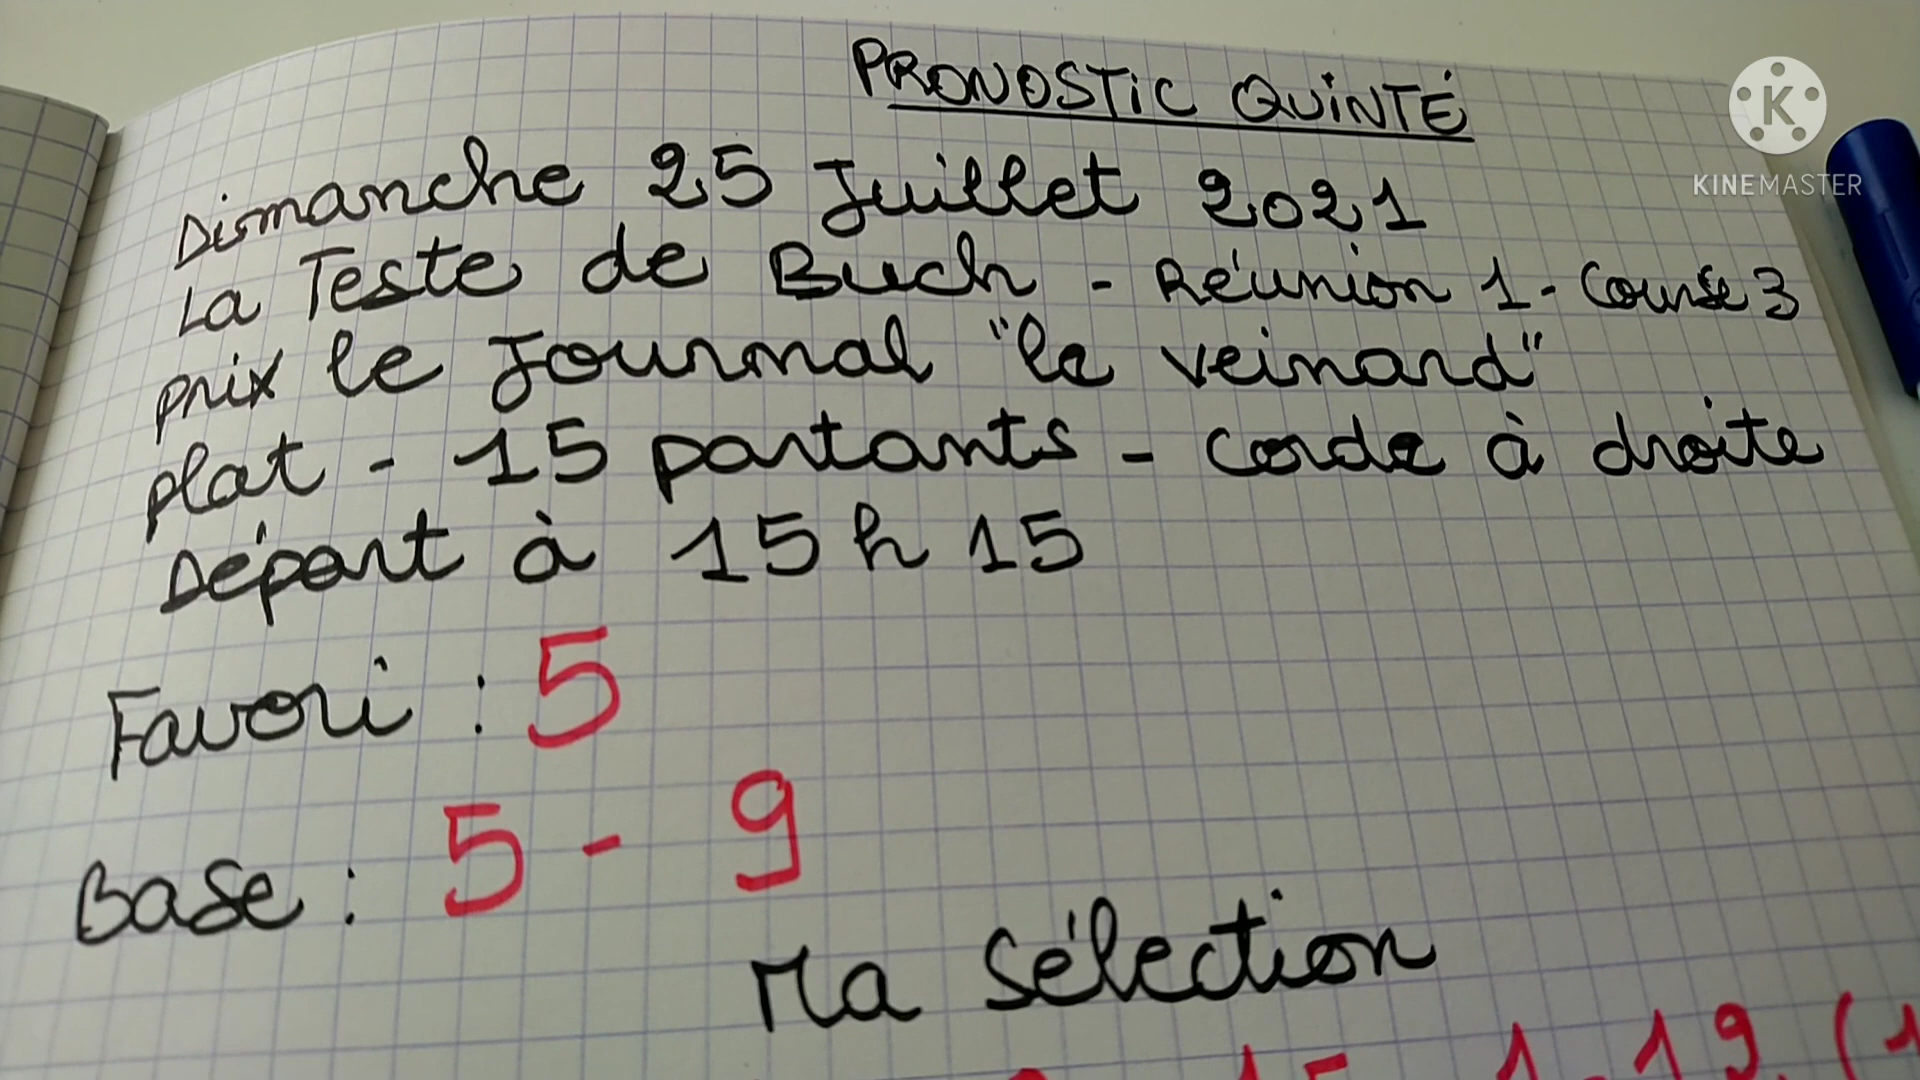 PRONOSTIC QUINTÉ
Dimanche 25 Juillet 2021
La Teste de Buch - Réunion 1 - Course 3
prix le Journal "le veinard"
plat - 15 partants - corde à droite
Départ à 15 h 15
Favori : 5
Base : 5 - 9
Ma sélection
K
KINEMASTER